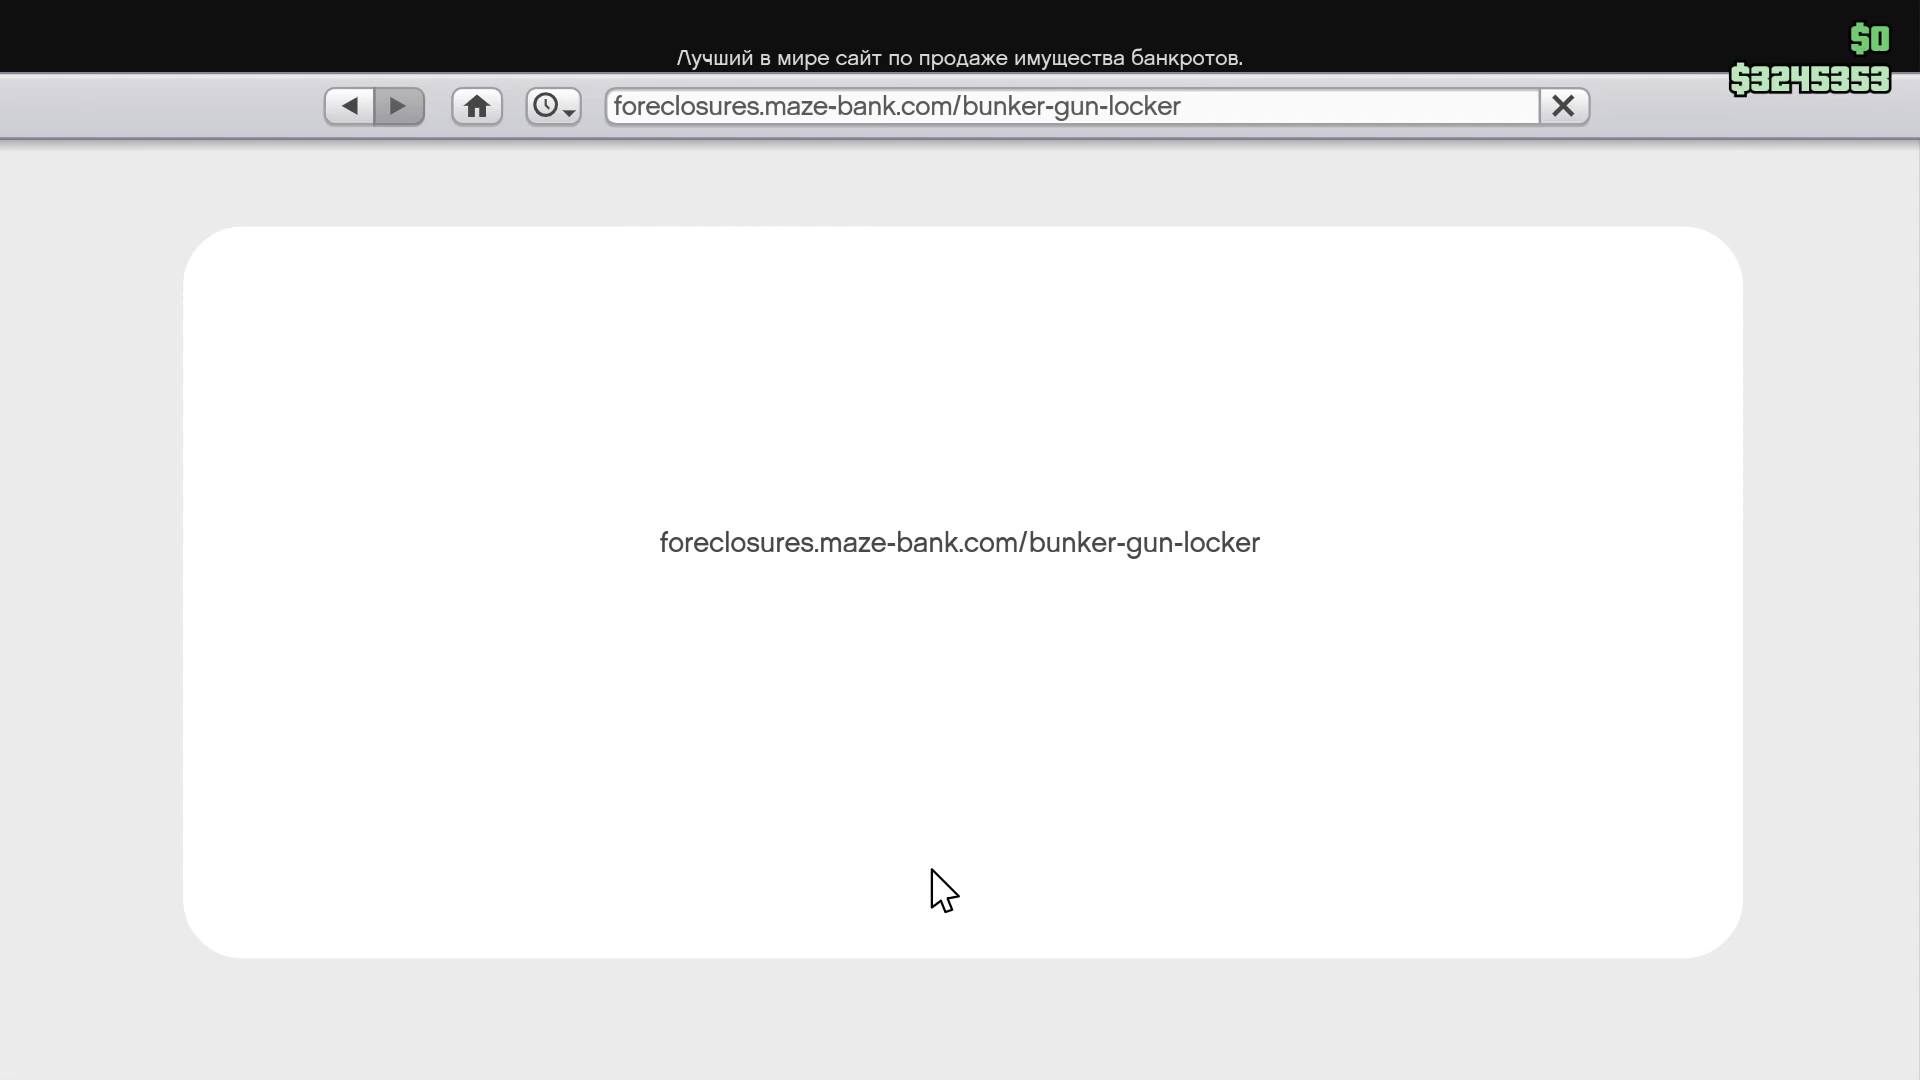 $0
Лучший в мире сайт по продаже имущества банкротов.
$3245353
foreclosures.maze-bank.com/bunker-gun-locker
foreclosures.maze-bank.com/bunker-gun-locker